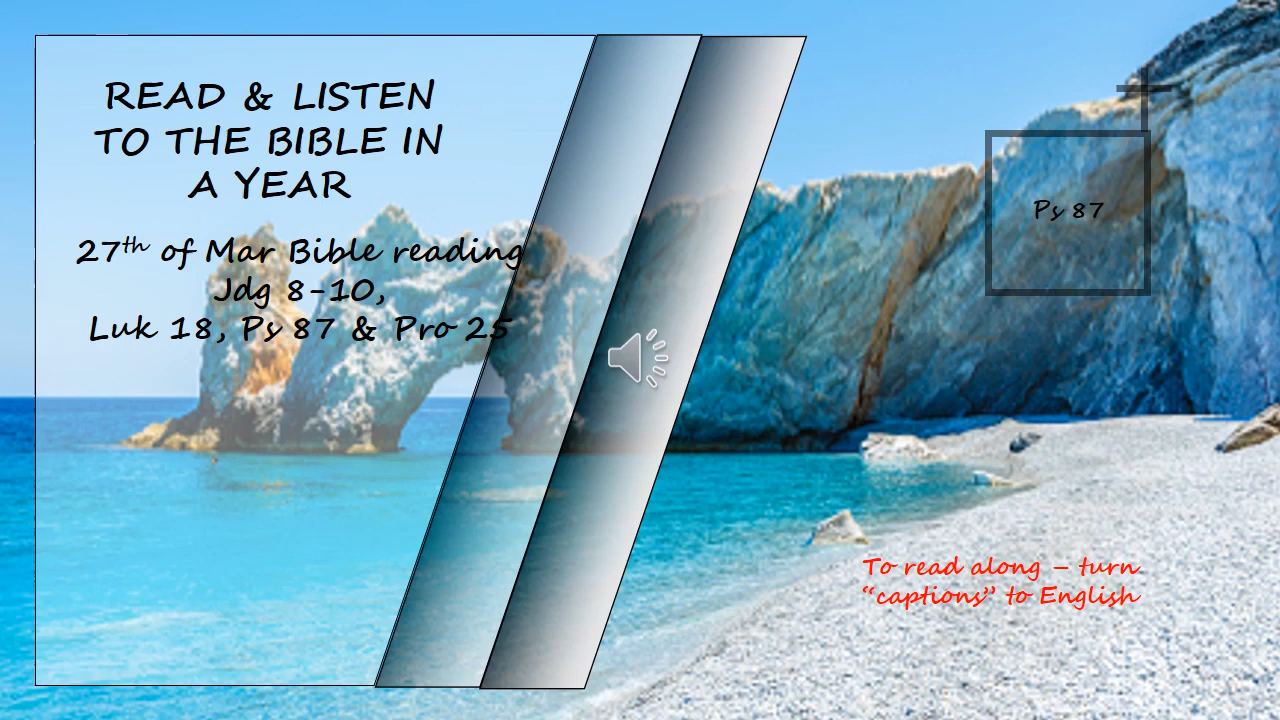 READ & LISTEN
TO THE BIBLE IN
A YEAR
27th of Mar Bible reading
Jdg 8-10,
Luk 18, Ps 87 & Pro 25
Ps 87
To read along – turn
“captions” to English